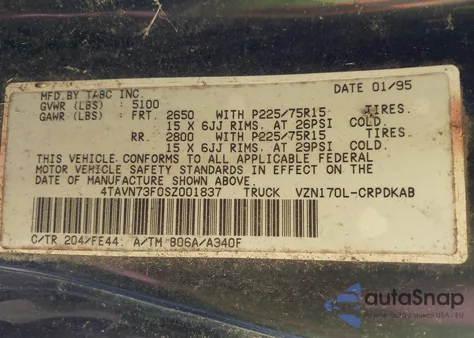 MFD.BY TABC INC. DATE 01/95
GVWR (LBS) : 5100
GAWR (LBS) : FRT. 2650 WITH P225/75R15 TIRES.
15 X 6JJ RIMS. AT 26PSI COLD.
RR. 2800 WITH P225/75R15 TIRES.
15 X 6JJ RIMS. AT 29PSI COLD.
THIS VEHICLE CONFORMS TO ALL APPLICABLE FEDERAL
MOTOR VEHICLE SAFETY STANDARDS IN EFFECT ON THE
DATE OF MANUFACTURE SHOWN ABOVE.
4TAVN73F0SZ001837 TRUCK VZN170L-CRPDKAB
C/TR 204/FE44: A/TM B06A/A340F
autoSnap